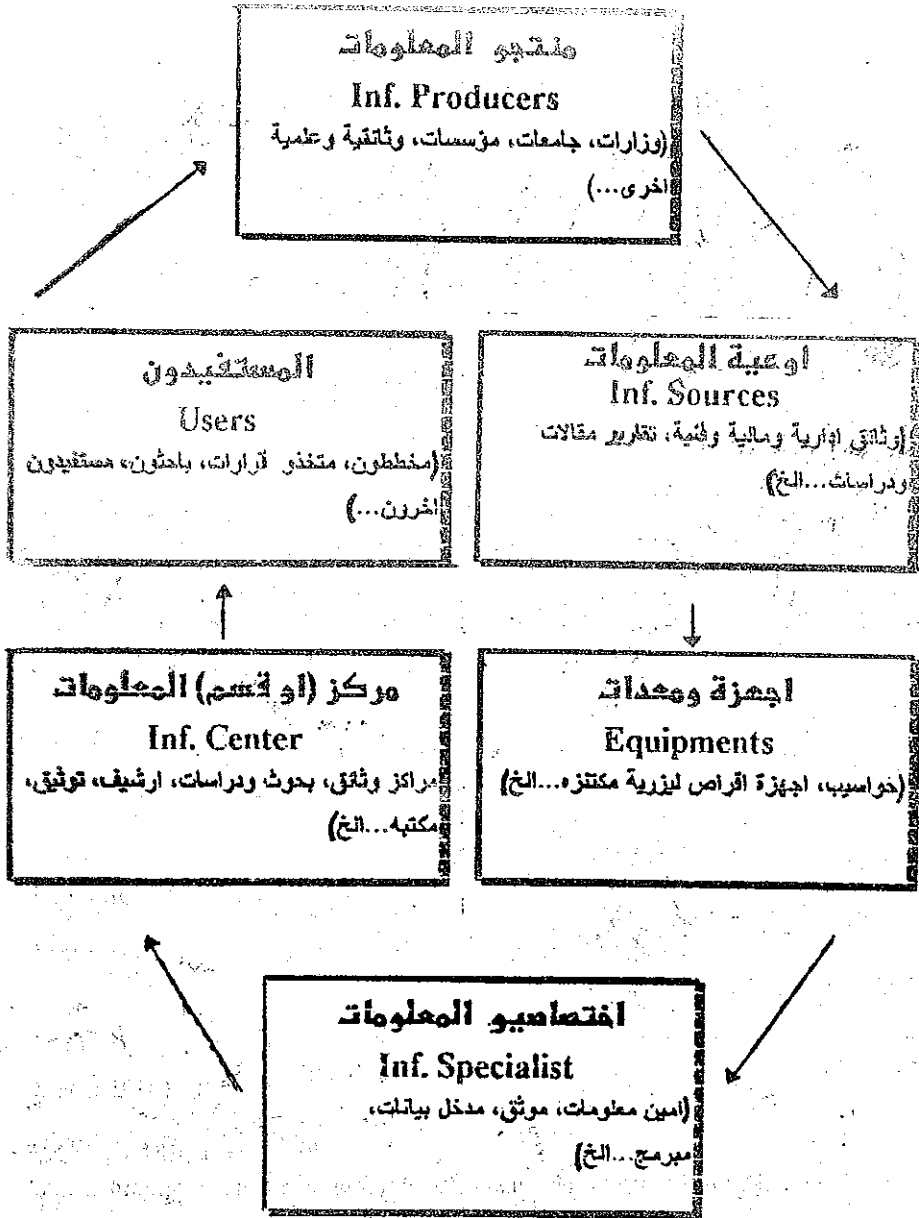 منتجو المعلومات
Inf. Producers
(وزارات، جامعات، مؤسسات، وثائقية وعلمية
اخرى...)
المستفيدون
Users
(مخططون، متخذو قرارات، باحثون، مستفيدون
اخرون...)
اوعية المعلومات
Inf. Sources
(وثائق ادارية ومالية وفنية، تقارير مقالات
ودراسات...الخ)
مركز (او قسم) المعلومات
Inf. Center
مراكز وثائق، بحوث ودراسات، ارشيف، توثيق،
مكتبه...الخ)
اجهزة ومعدات
Equipments
(حواسيب، اجهزة اقراص ليزرية مكتنزه...الخ)
اختصاصيو المعلومات
Inf. Specialist
(امين معلومات، موثق، مدخل بيانات،
مبرمج...الخ)